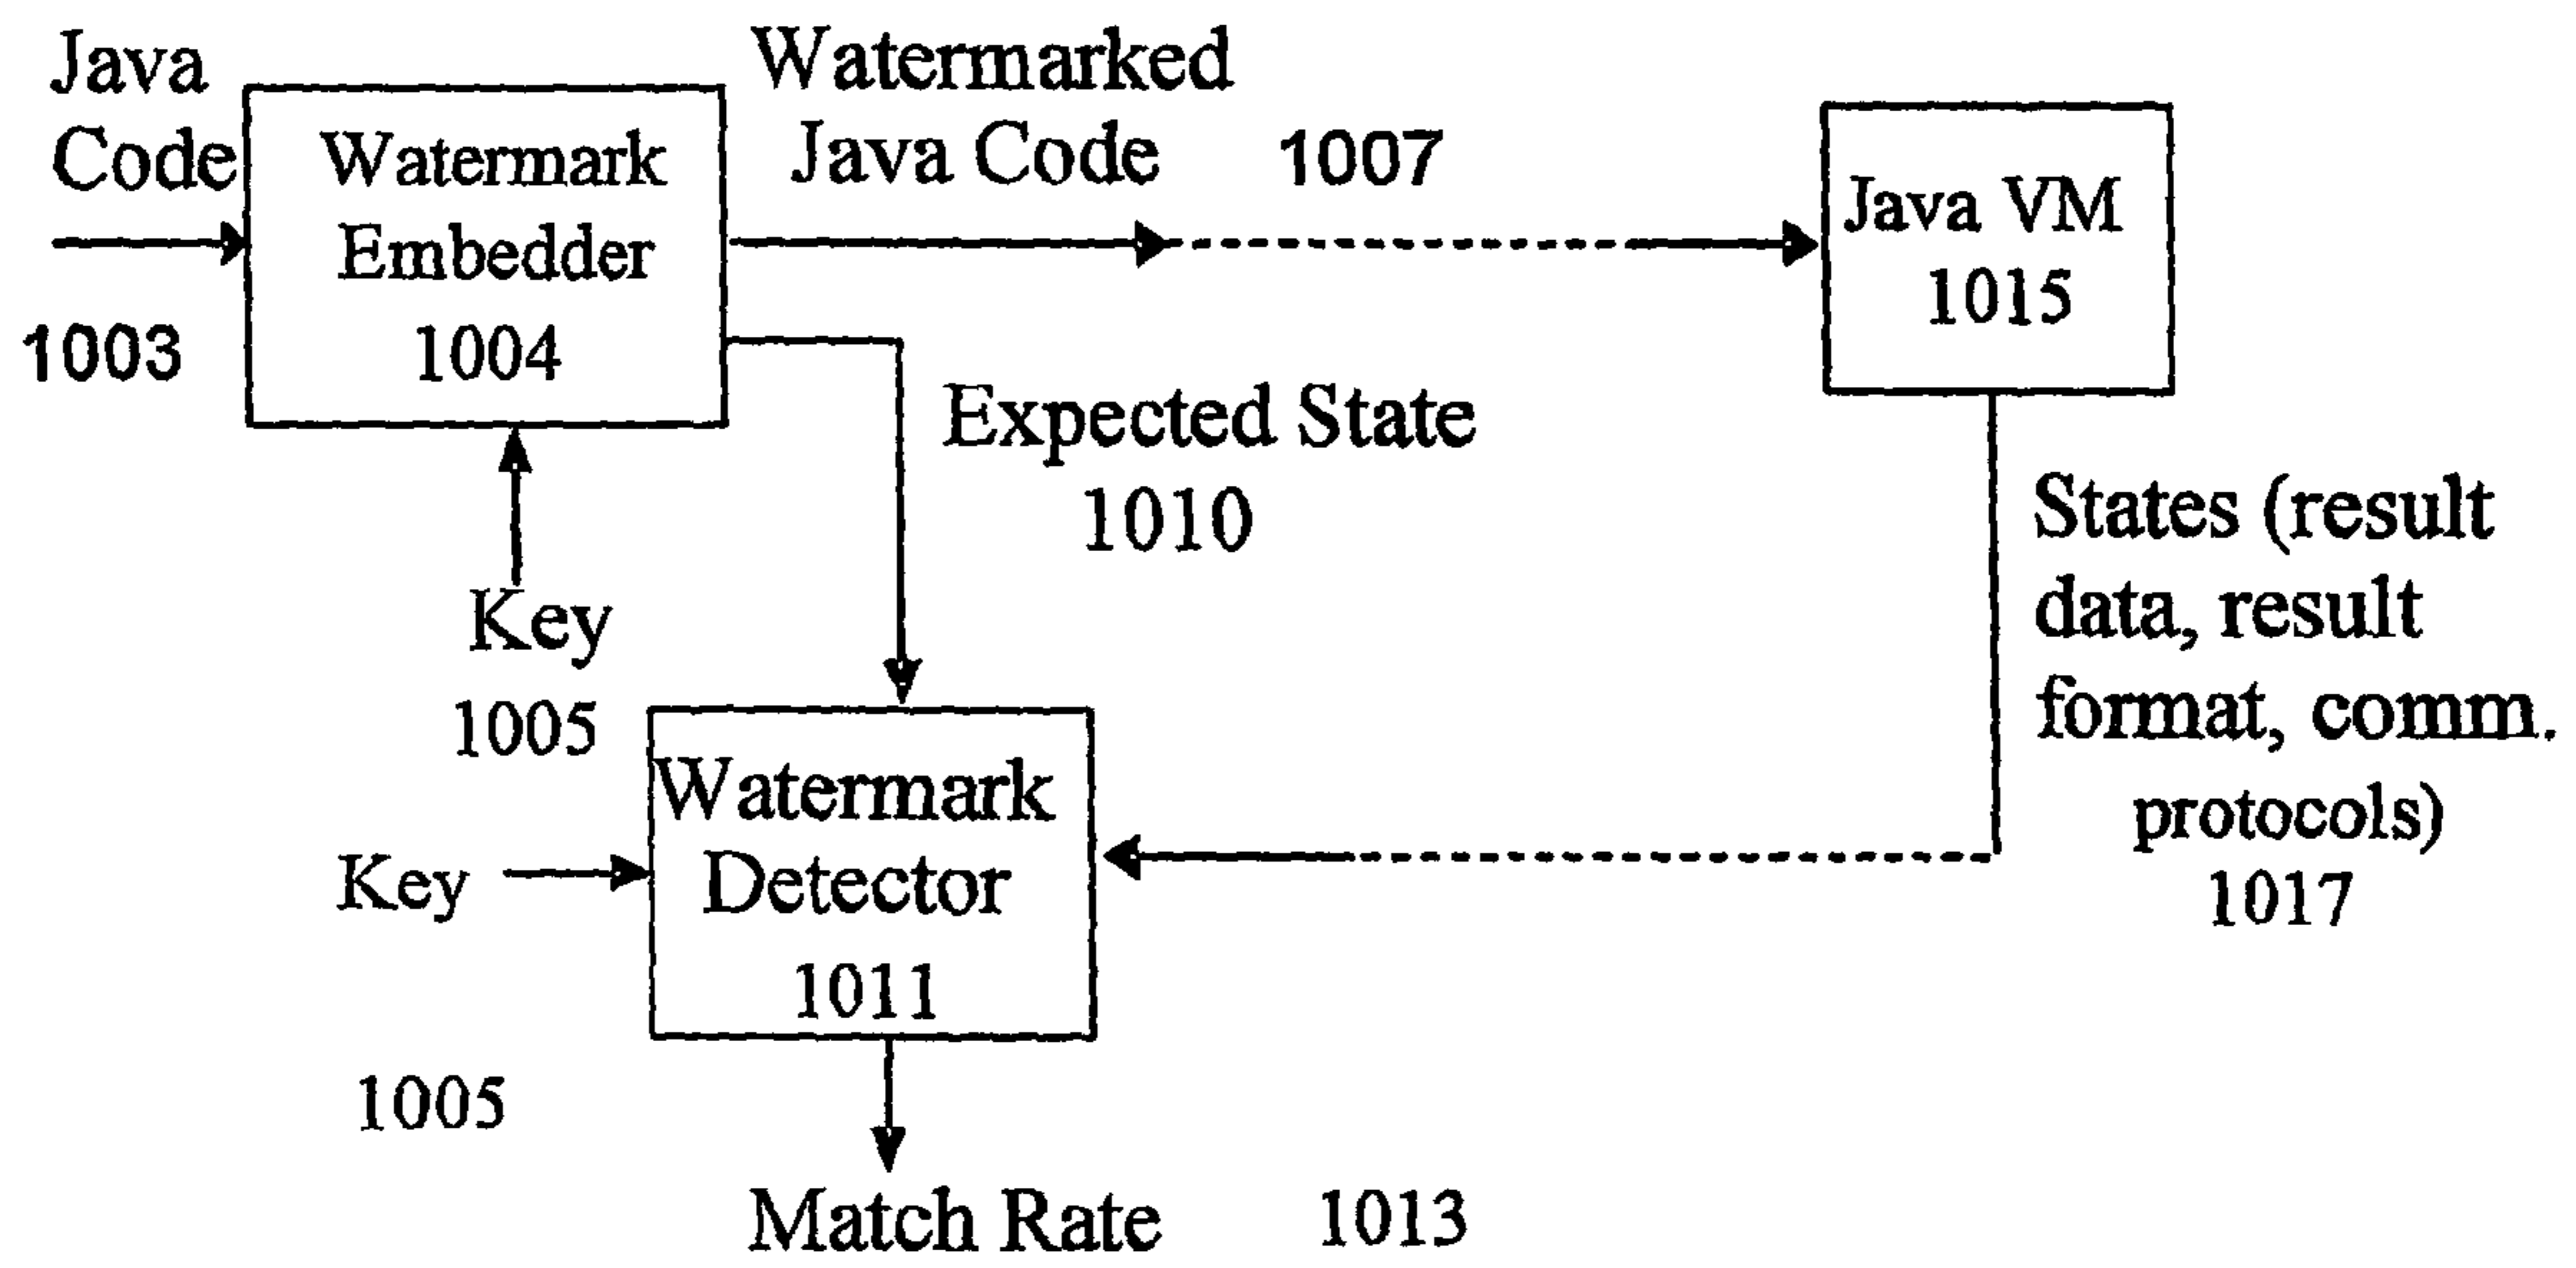 Java
Code
1003
Watermark
Embedder
1004
Watermarked
Java Code 1007
Java VM
1015
Expected State
1010
Key
1005
States (result
data, result
format, comm.
protocols)
1017
Watermark
Detector
1011
Key
1005
Match Rate 1013